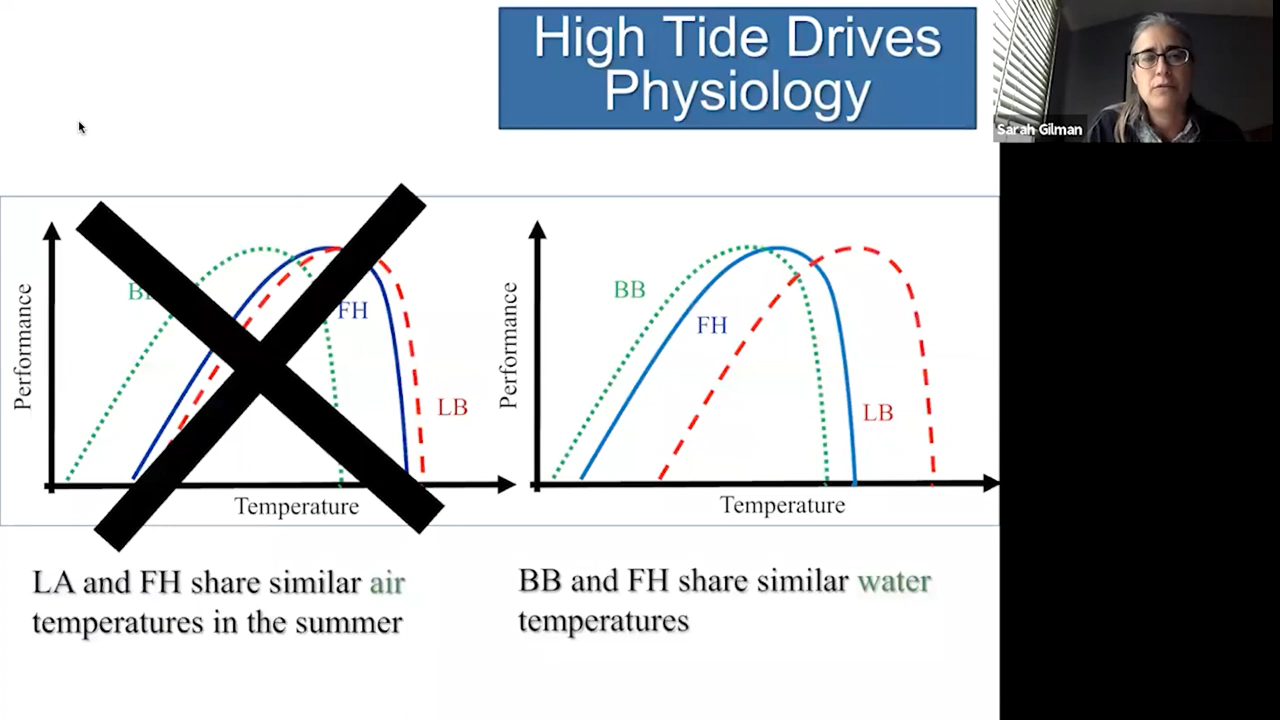 High Tide Drives
Physiology
Sarah Gilman
Performance
FH
LB
Temperature
Performance
BB
FH
LB
Temperature
LA and FH share similar air
temperatures in the summer
BB and FH share similar water
temperatures